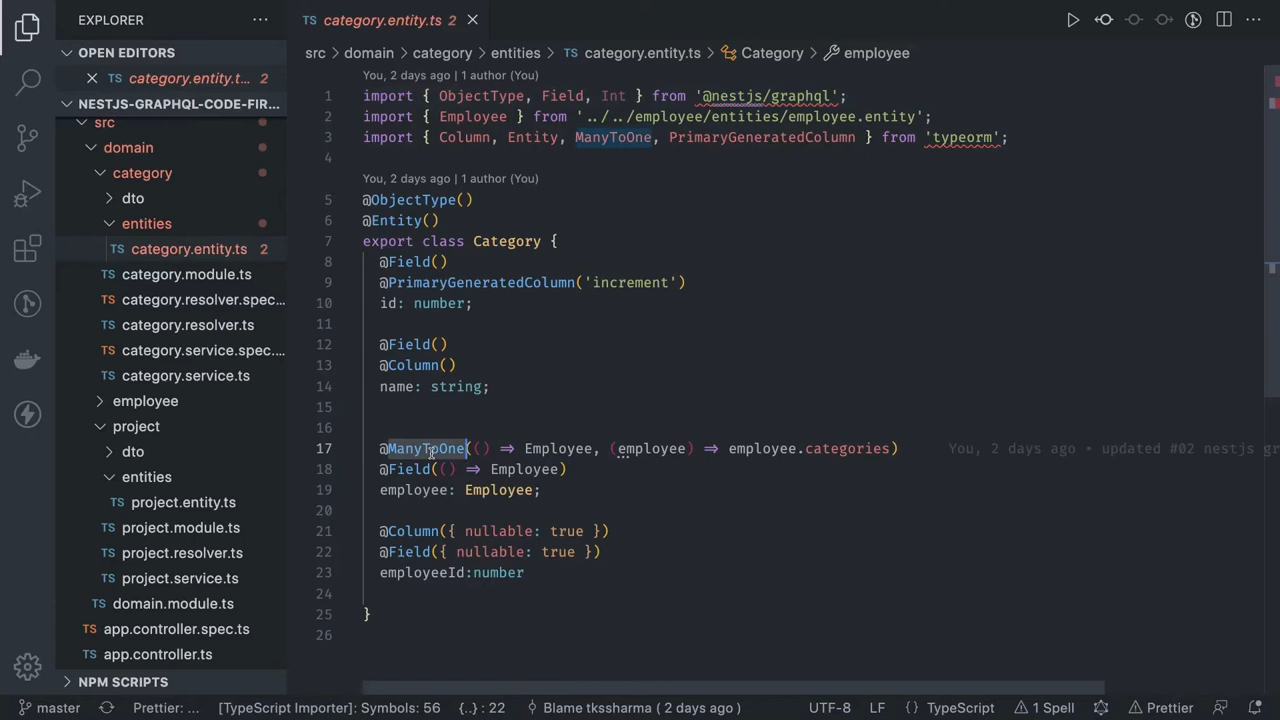 EXPLORER
OPEN EDITORS
TS category.entity.t... 2
NESTJS-GRAPHQL-CODE-FIR...
src
domain
category
dto
entities
TS category.entity.ts 2
TS category.module.ts
TS category.resolver.spec...
TS category.resolver.ts
TS category.service.spec...
TS category.service.ts
employee
project
dto
entities
TS project.entity.ts
TS project.module.ts
TS project.resolver.ts
TS project.service.ts
TS domain.module.ts
TS app.controller.spec.ts
TS app.controller.ts
NPM SCRIPTS
TS category.entity.ts 2
src > domain > category > entities > TS category.entity.ts > Category > employee
You, 2 days ago | 1 author (You)
1 import { ObjectType, Field, Int } from '@nestjs/graphql';
2 import { Employee } from '../../employee/entities/employee.entity';
3 import { Column, Entity, ManyToOne, PrimaryGeneratedColumn } from 'typeorm';
4
You, 2 days ago | 1 author (You)
5 @ObjectType()
6 @Entity()
7 export class Category {
8 @Field()
9 @PrimaryGeneratedColumn('increment')
10 id: number;
11
12 @Field()
13 @Column()
14 name: string;
15
16
17 @ManyToOne(() => Employee, (employee) => employee.categories) You, 2 days ago • updated #02 nestjs gr
18 @Field(() => Employee)
19 employee: Employee;
20
21 @Column({ nullable: true })
22 @Field({ nullable: true })
23 employeeId:number
24
25 }
26
master Prettier: ... [TypeScript Importer]: Symbols: 56 {..} : 22 Blame tkssharma ( 2 days ago ) UTF-8 LF {} TypeScript 1 Spell Prettier